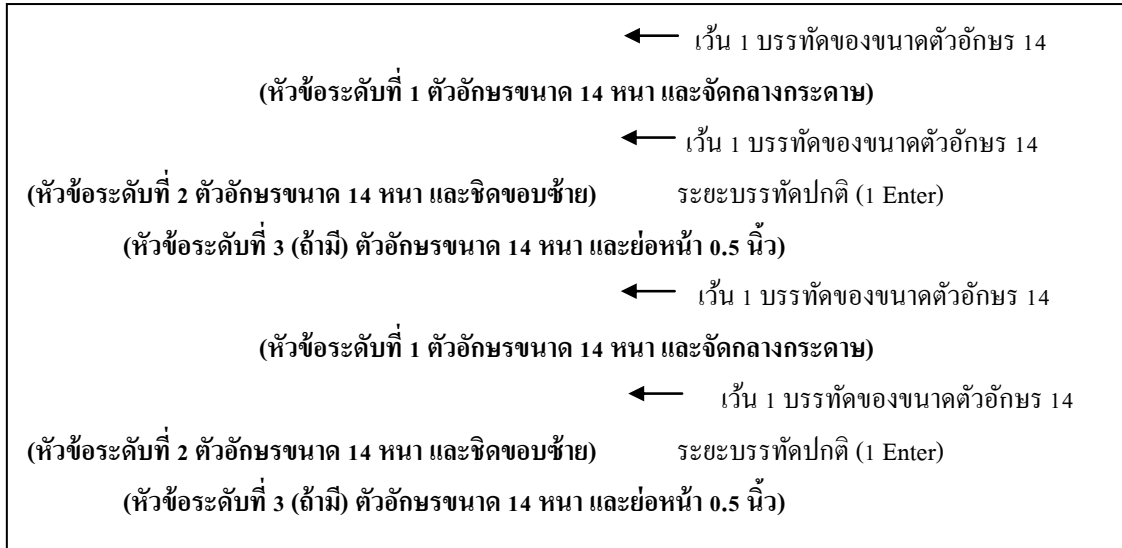 เว้น 1 บรรทัดของขนาดตัวอักษร 14
(หัวข้อระดับที่ 1 ตัวอักษรขนาด 14 หนา และจัดกลางกระดาษ)
เว้น 1 บรรทัดของขนาดตัวอักษร 14
(หัวข้อระดับที่ 2 ตัวอักษรขนาด 14 หนา และชิดขอบซ้าย) ระยะบรรทัดปกติ (1 Enter)
(หัวข้อระดับที่ 3 (ถ้ามี) ตัวอักษรขนาด 14 หนา และย่อหน้า 0.5 นิ้ว)
เว้น 1 บรรทัดของขนาดตัวอักษร 14
(หัวข้อระดับที่ 1 ตัวอักษรขนาด 14 หนา และจัดกลางกระดาษ)
เว้น 1 บรรทัดของขนาดตัวอักษร 14
(หัวข้อระดับที่ 2 ตัวอักษรขนาด 14 หนา และชิดขอบซ้าย) ระยะบรรทัดปกติ (1 Enter)
(หัวข้อระดับที่ 3 (ถ้ามี) ตัวอักษรขนาด 14 หนา และย่อหน้า 0.5 นิ้ว)